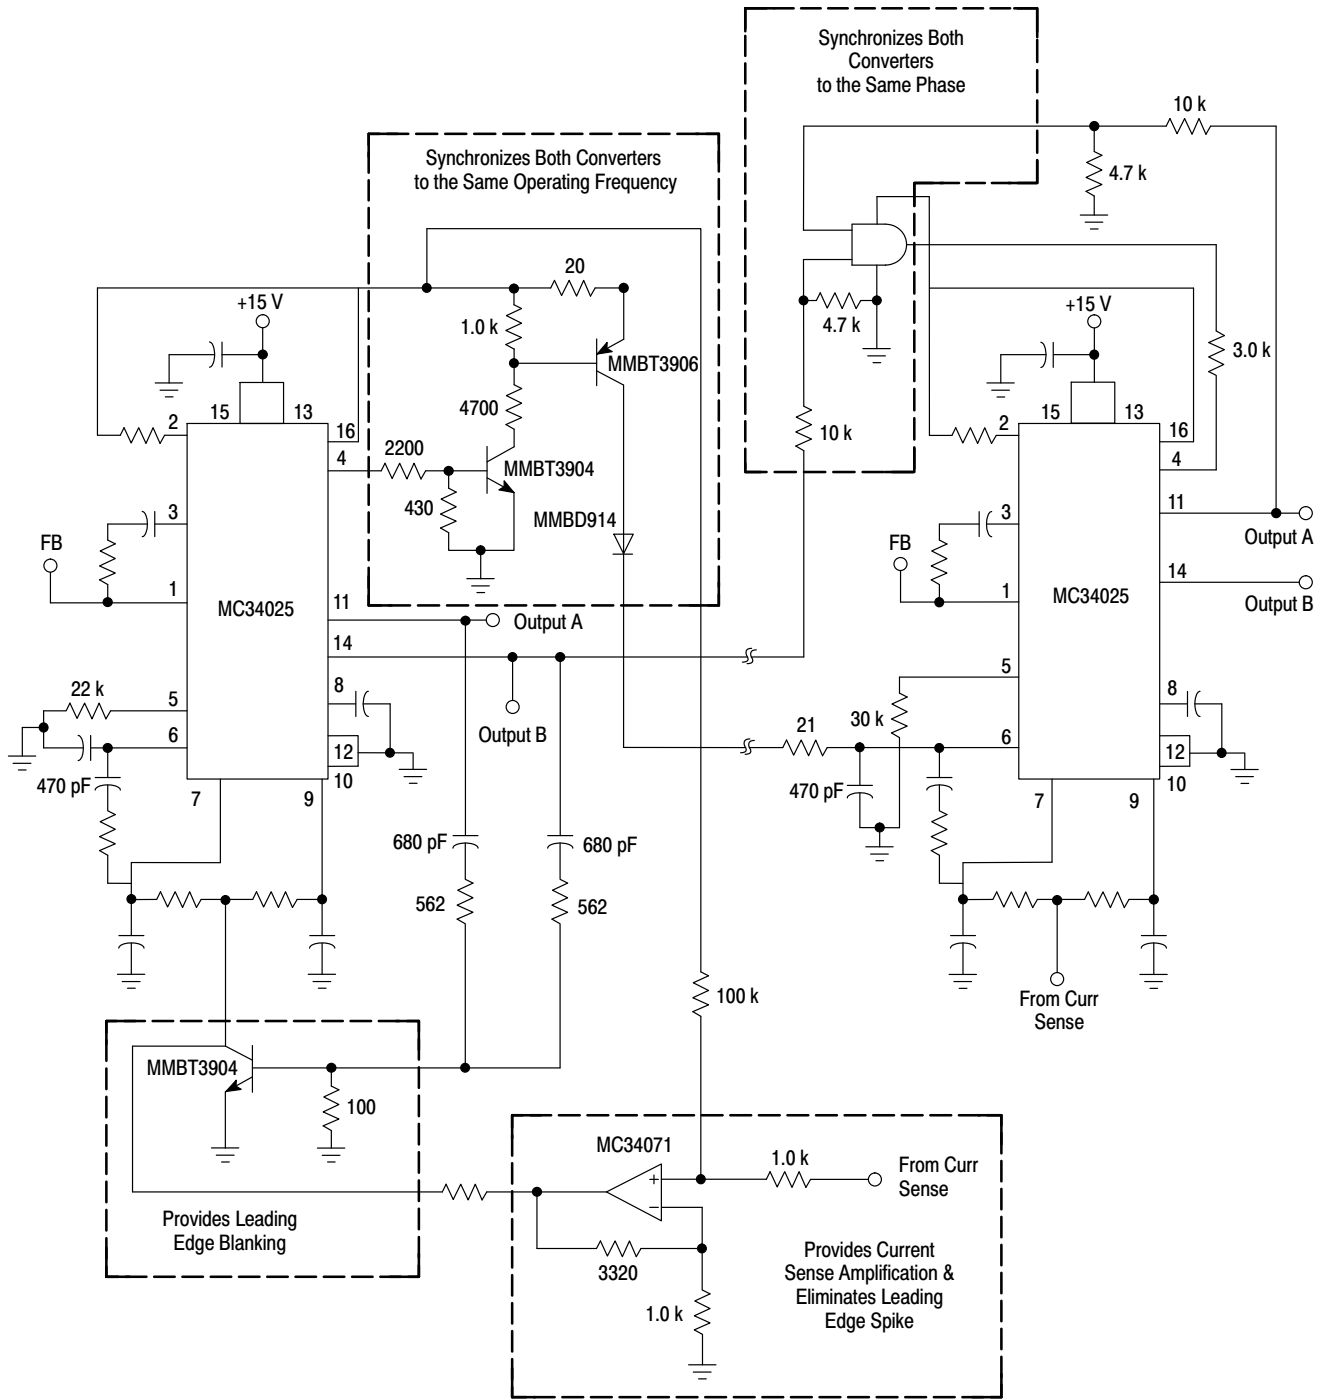 Synchronizes Both
Converters
to the Same Phase
10 k
4.7 k
Synchronizes Both Converters
to the Same Operating Frequency
20
+15 V
1.0 k
MMBT3906
4.7 k
+15 V
3.0 k
15
13
2
16
4700
10 k
15
13
2
16
4
2200
MMBT3904
4
430
MMBD914
3
FB
1
MC34025
11
Output A
14
3
FB
1
MC34025
11
Output A
14
Output B
22 k
5
8
Output B
6
12
470 pF
10
7
9
5
30 k
21
8
6
12
470 pF
10
7
9
680 pF
680 pF
562
562
100 k
From Curr
Sense
MMBT3904
100
Provides Leading
Edge Blanking
MC34071
+
−
1.0 k
From Curr
Sense
3320
1.0 k
Provides Current
Sense Amplification &
Eliminates Leading
Edge Spike